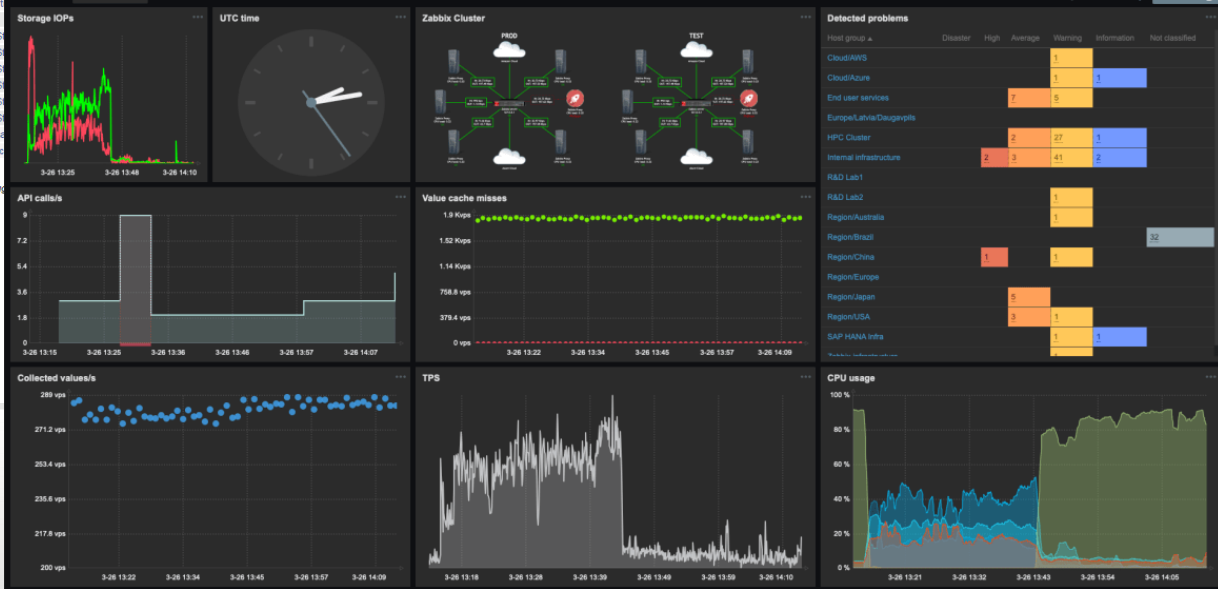 Storage IOPs
3-26 13:25 3-26 13:48 3-26 14:10
UTC time
Zabbix Cluster
PROD TEST
Detected problems
Host group Disaster High Average Warning Information Not classified
Cloud/AWS 1
Cloud/Azure 1 1
End user services 7 5
Europe/Latvia/Daugavpils
HPC Cluster 2 27 1
Internal infrastructure 2 3 41 2
R&D Lab1
R&D Lab2 1
Region/Australia 1
Region/Brazil 32
Region/China 1 1
Region/Europe
Region/Japan 5
Region/USA 3 1
SAP HANA Infra 1 1
API calls/s
9
7.2
5.4
3.6
1.8
0
3-26 13:15 3-26 13:25 3-26 13:36 3-26 13:46 3-26 13:57 3-26 14:07
Value cache misses
1.9 Kvps
1.52 Kvps
1.14 Kvps
758.8 vps
379.4 vps
0 vps
3-26 13:22 3-26 13:34 3-26 13:45 3-26 13:57 3-26 14:09
Collected values/s
289 vps
271.2 vps
253.4 vps
235.6 vps
217.8 vps
200 vps
3-26 13:22 3-26 13:34 3-26 13:45 3-26 13:57 3-26 14:09
TPS
3-26 13:18 3-26 13:28 3-26 13:39 3-26 13:49 3-26 13:59 3-26 14:10
CPU usage
100 %
80 %
60 %
40 %
20 %
0 %
3-26 13:21 3-26 13:32 3-26 13:43 3-26 13:54 3-26 14:05